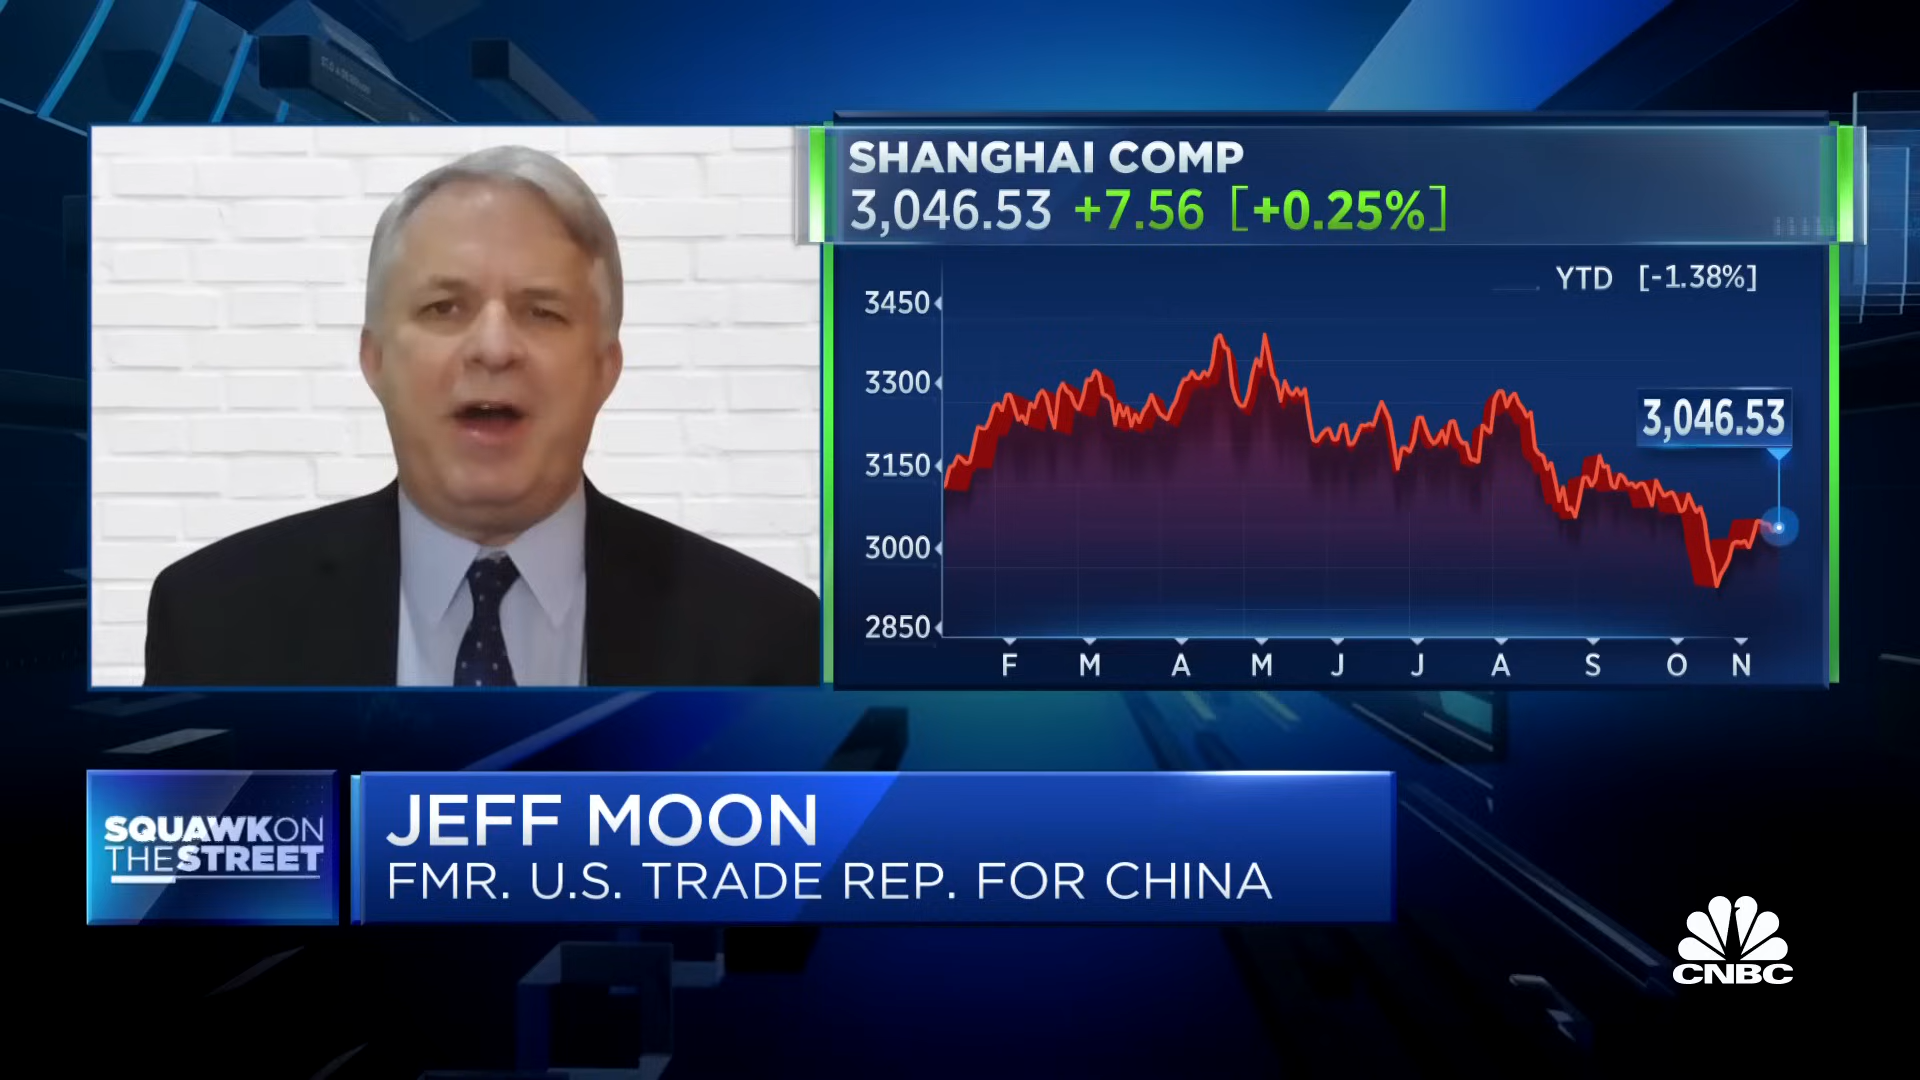 SHANGHAI COMP
3,046.53 +7.56 [+0.25%]
YTD [-1.38%]
3450
3300
3150
3000
2850
3,046.53
F M A M J J A S O N
SQUAWK ON
THE STREET
JEFF MOON
FMR. U.S. TRADE REP. FOR CHINA
CNBC